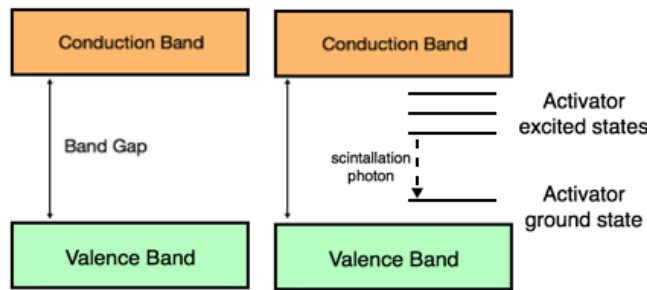 Conduction Band
Band Gap
Valence Band
Conduction Band
Activator
excited states
scintallation
photon
Activator
ground state
Valence Band